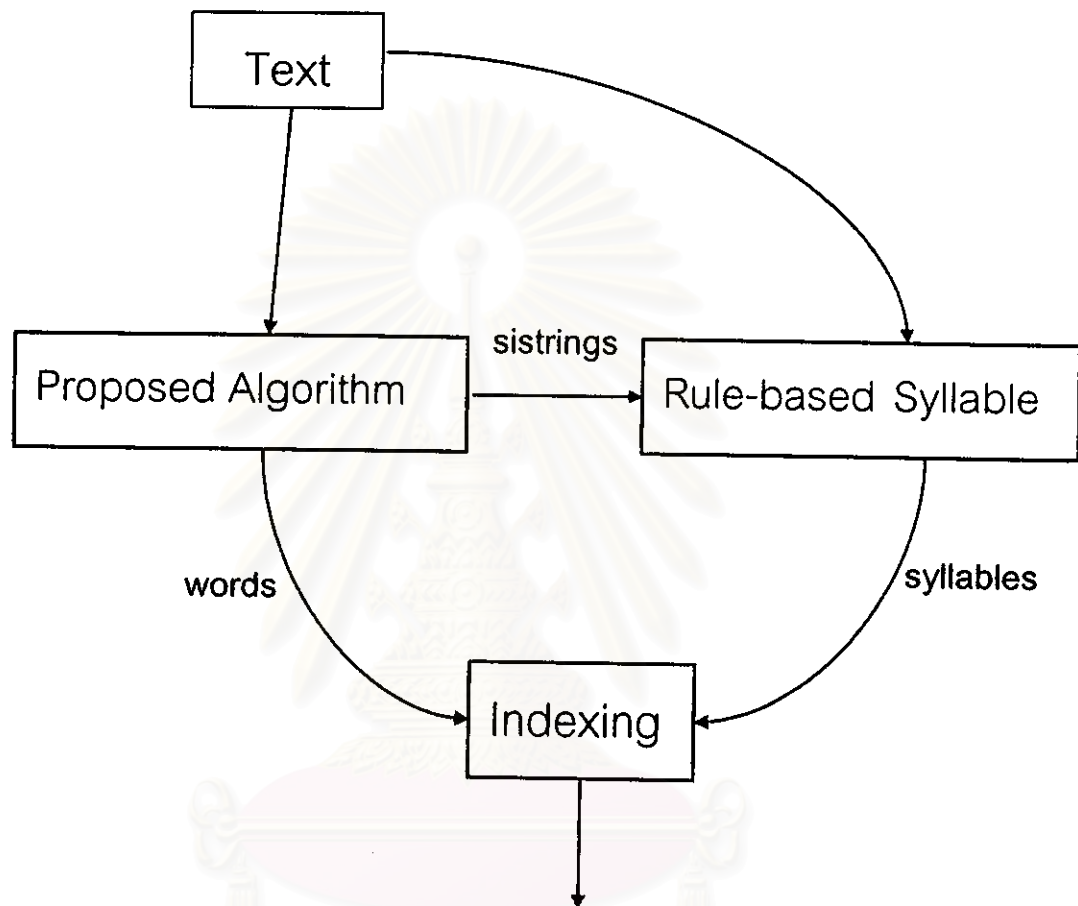 Text
sistrings
Proposed Algorithm
Rule-based Syllable
words
syllables
Indexing